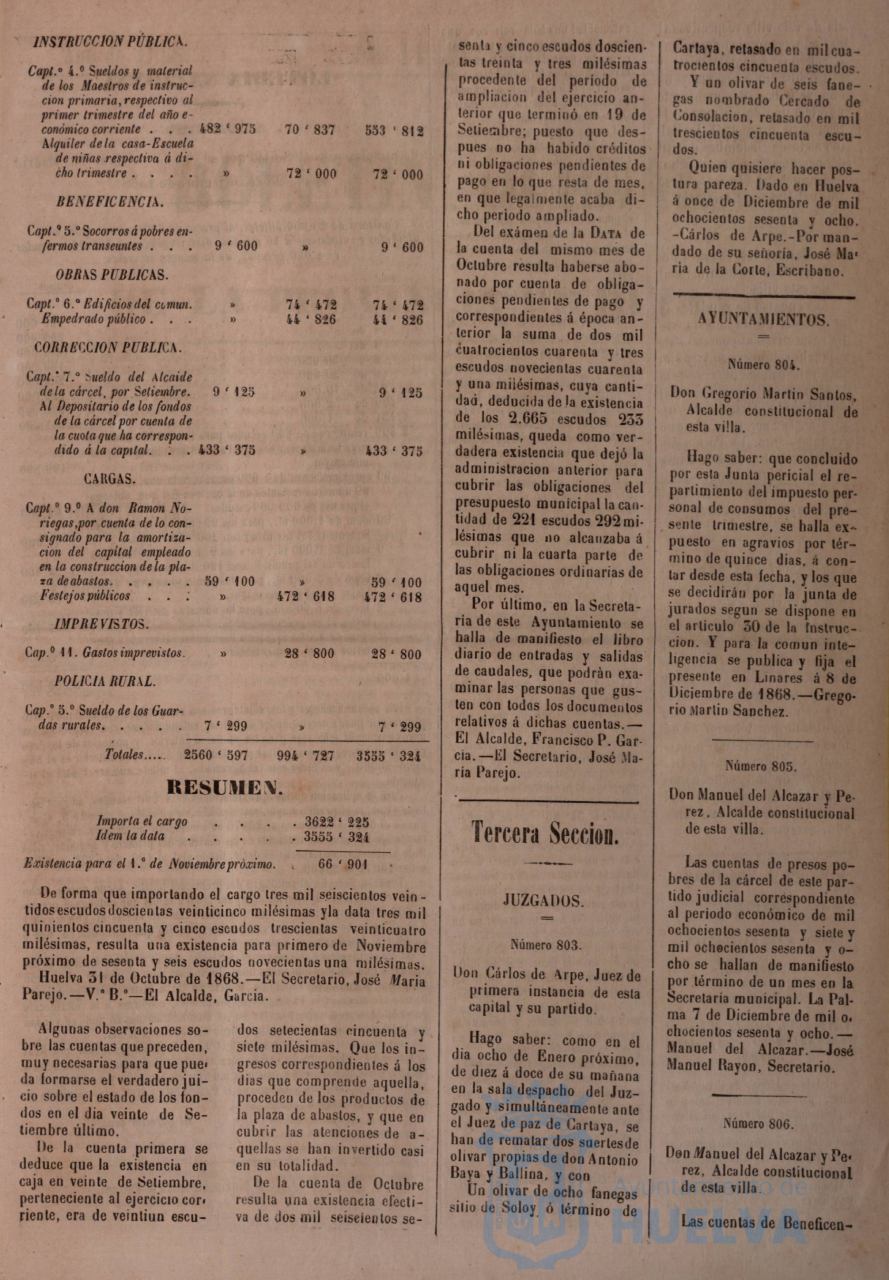 INSTRUCCION PÚBLICA.
Capt.º 4.º Sueldos y material
de los Maestros de instruc-
cion primaria, respectivo al
primer trimestre del año e-
conómico corriente . . . 482 ‘ 975 70 ‘ 837 553 ‘ 812
Alquiler de la casa-Escuela
de niñas respectiva á di-
cho trimestre . . . . » 72 ‘ 000 72 ‘ 000
BENEFICENCIA.
Capt.º 5.º Socorros á pobres en-
fermos transeuntes . . . 9 ‘ 600 » 9 ‘ 600
OBRAS PUBLICAS.
Capt.º 6.º Edificios del comun. » 74 ‘ 472 74 ‘ 472
Empedrado público . . . » 44 ‘ 826 44 ‘ 826
CORRECCION PUBLICA.
Capt.º 7.º Sueldo del Alcaide
de la cárcel, por Setiembre. 9 ‘ 125 » 9 ‘ 125
Al Depositario de los fondos
de la cárcel por cuenta de
la cuota que ha correspon-
dido á la capital. . . 433 ‘ 375 » 433 ‘ 375
CARGAS.
Capt.º 9.º A don Ramon No-
riegas, por cuenta de lo con-
signado para la amortiza-
cion del capital empleado
en la construccion de la pla-
za de abastos. . . . . 59 ‘ 100 » 59 ‘ 100
Festejos públicos . . : » 472 ‘ 618 472 ‘ 618
IMPREVISTOS.
Cap.º 11. Gastos imprevistos. » 28 ‘ 800 28 ‘ 800
POLICIA RURAL.
Cap.º 3.º Sueldo de los Guar-
das rurales. . . . . 7 ‘ 299 » 7 ‘ 299
Totales..... 2560 ‘ 597 994 ‘ 727 3555 ‘ 324
RESUMEN.
Importa el cargo . . . . 3622 ‘ 225
Idem la data . . . . . 3555 ‘ 324
Existencia para el 1.º de Noviembre próximo. . 66 ‘ 901
De forma que importando el cargo tres mil seiscientos vein-
tidos escudos doscientas veinticinco milésimas y la data tres mil
quinientos cincuenta y cinco escudos trescientas veinticuatro
milésimas, resulta una existencia para primero de Noviembre
próximo de sesenta y seis escudos novecientas una milésimas.
Huelva 31 de Octubre de 1868.—El Secretario, José Maria
Parejo.—V.º B.º—El Alcalde, Garcia.
Algunas observaciones so-
bre las cuentas que preceden,
muy necesarias para que pue-
da formarse el verdadero jui-
cio sobre el estado de los fon-
dos en el dia veinte de Se-
tiembre último.
De la cuenta primera se
deduce que la existencia en
caja en veinte de Setiembre,
perteneciente al ejercicio cor-
riente, era de veintiun escu-
dos setecientas cincuenta y
siete milésimas. Que los in-
gresos correspondientes á los
dias que comprende aquella,
proceden de los productos de
la plaza de abastos, y que en
cubrir las atenciones de a-
quellas se han invertido casi
en su totalidad.
De la cuenta de Octubre
resulta una existencia efecti-
va de dos mil seiscientos se-
senta y cinco escudos doscien-
tas treinta y tres milésimas
procedente del periodo de
ampliacion del ejercicio an-
terior que terminó en 19 de
Setiembre; puesto que des-
pues no ha habido créditos
ni obligaciones pendientes de
pago en lo que resta de mes,
en que legalmente acaba di-
cho periodo ampliado.
Del exámen de la DATA de
la cuenta del mismo mes de
Octubre resulta haberse abo-
nado por cuenta de obliga-
ciones pendientes de pago y
correspondientes á época an-
terior la suma de dos mil
cuatrocientos cuarenta y tres
escudos novecientas cuarenta
y una milésimas, cuya canti-
dad, deducida de la existencia
de los 2.665 escudos 233
milésimas, queda como ver-
dadera existencia que dejó la
administracion anterior para
cubrir las obligaciones del
presupuesto municipal la can-
tidad de 221 escudos 292 mi-
lésimas que no alcanzaba á
cubrir ni la cuarta parte de
las obligaciones ordinarias de
aquel mes.
Por último, en la Secreta-
ria de este Ayuntamiento se
halla de manifiesto el libro
diario de entradas y salidas
de caudales, que podràn exa-
minar las personas que gus-
ten con todos los documentos
relativos á dichas cuentas.—
El Alcalde, Francisco P. Gar-
cia.—El Secretario, José Ma-
ria Parejo.
Tercera Seccion.
JUZGADOS.
Número 803.
Don Cárlos de Arpe, Juez de
primera instancia de esta
capital y su partido.
Hago saber: como en el
dia ocho de Enero próximo,
de diez á doce de su mañana
en la sala despacho del Juz-
gado y simultáneamente ante
el Juez de paz de Cartaya, se
han de rematar dos suertes de
olivar propias de don Antonio
Baya y Ballina, y con
Un olivar de ocho fanegas
sitio de Soloy, ó término de
Cartaya, retasado en mil cua-
trocientos cincuenta escudos.
Y un olivar de seis fane-
gas nombrado Cercado de
Consolacion, retasado en mil
trescientos cincuenta escu-
dos.
Quien quisiere hacer pos-
tura pareza. Dado en Huelva
á once de Diciembre de mil
ochocientos sesenta y ocho.
-Cárlos de Arpe.-Por man-
dado de su señoria, José Ma-
ria de la Corte, Escribano.
AYUNTAMIENTOS.
Número 804.
Don Gregorio Martin Santos,
Alcalde constitucional de
esta villa.
Hago saber: que concluido
por esta Junta pericial el re-
partimiento del impuesto per-
sonal de consumos del pre-
sente trimestre, se halla ex-
puesto en agravios por tér-
mino de quince dias, á con-
tar desde esta fecha, y los que
se decidirán por la junta de
jurados segun se dispone en
el articulo 30 de la Instruc-
cion. Y para la comun inte-
ligencia se publica y fija el
presente en Linares á 8 de
Diciembre de 1868.—Grego-
rio Martin Sanchez.
Número 805.
Don Manuel del Alcazar y Pe-
rez, Alcalde constitucional
de esta villa.
Las cuentas de presos po-
bres de la cárcel de este par-
tido judicial correspondiente
al periodo económico de mil
ochocientos sesenta y siete y
mil ochocientos sesenta y o-
cho se hallan de manifiesto
por término de un mes en la
Secretaria municipal. La Pal-
ma 7 de Diciembre de mil o-
chocientos sesenta y ocho.—
Manuel del Alcazar.—José
Manuel Rayon, Secretario.
Número 806.
Don Manuel del Alcazar y Pe-
rez, Alcalde constitucional
de esta villa.
Las cuentas de Beneficen-
Ayuntamiento de
HUELVA